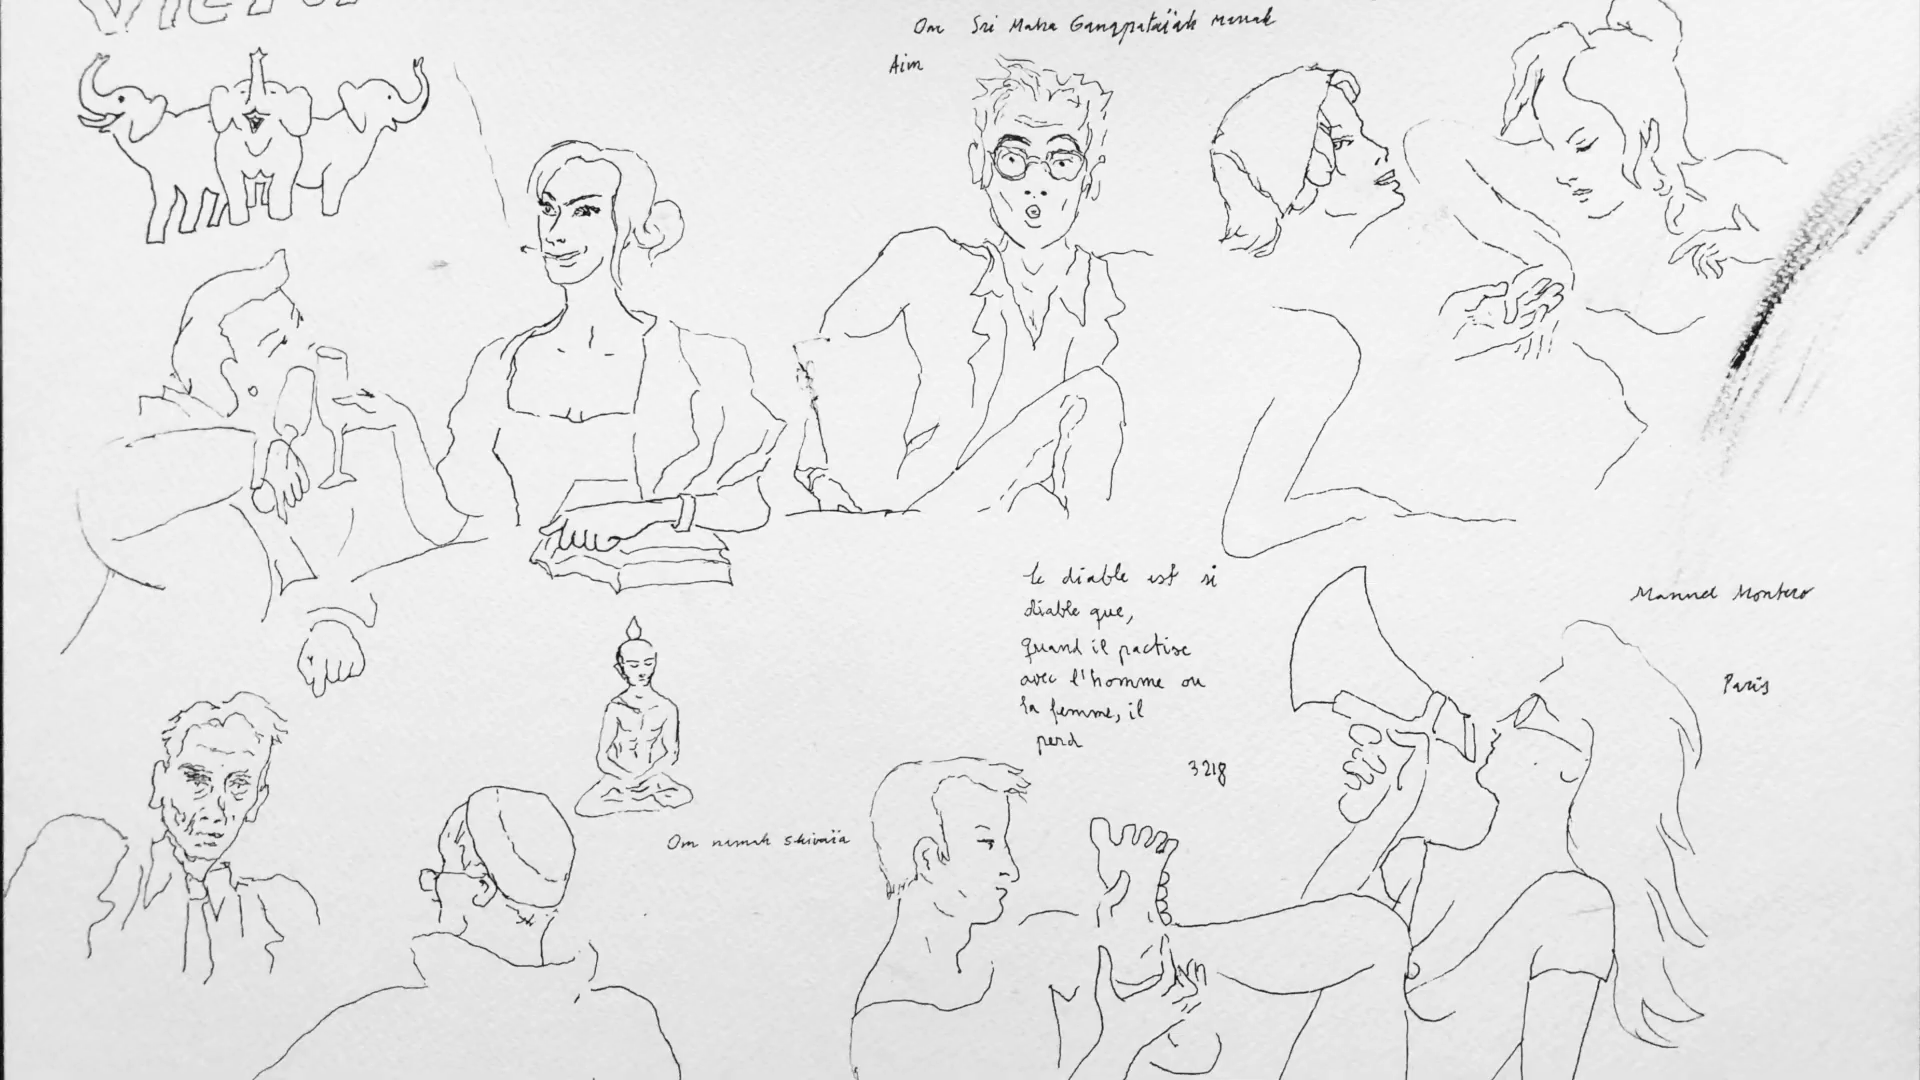 Om Sri Maha Ganapataïah Namah
Aim
le diable est si
diable que,
quand il pactise
avec l'homme ou
la femme, il
perd
3218
Manuel Montero
Paris
Om namah shivaïa